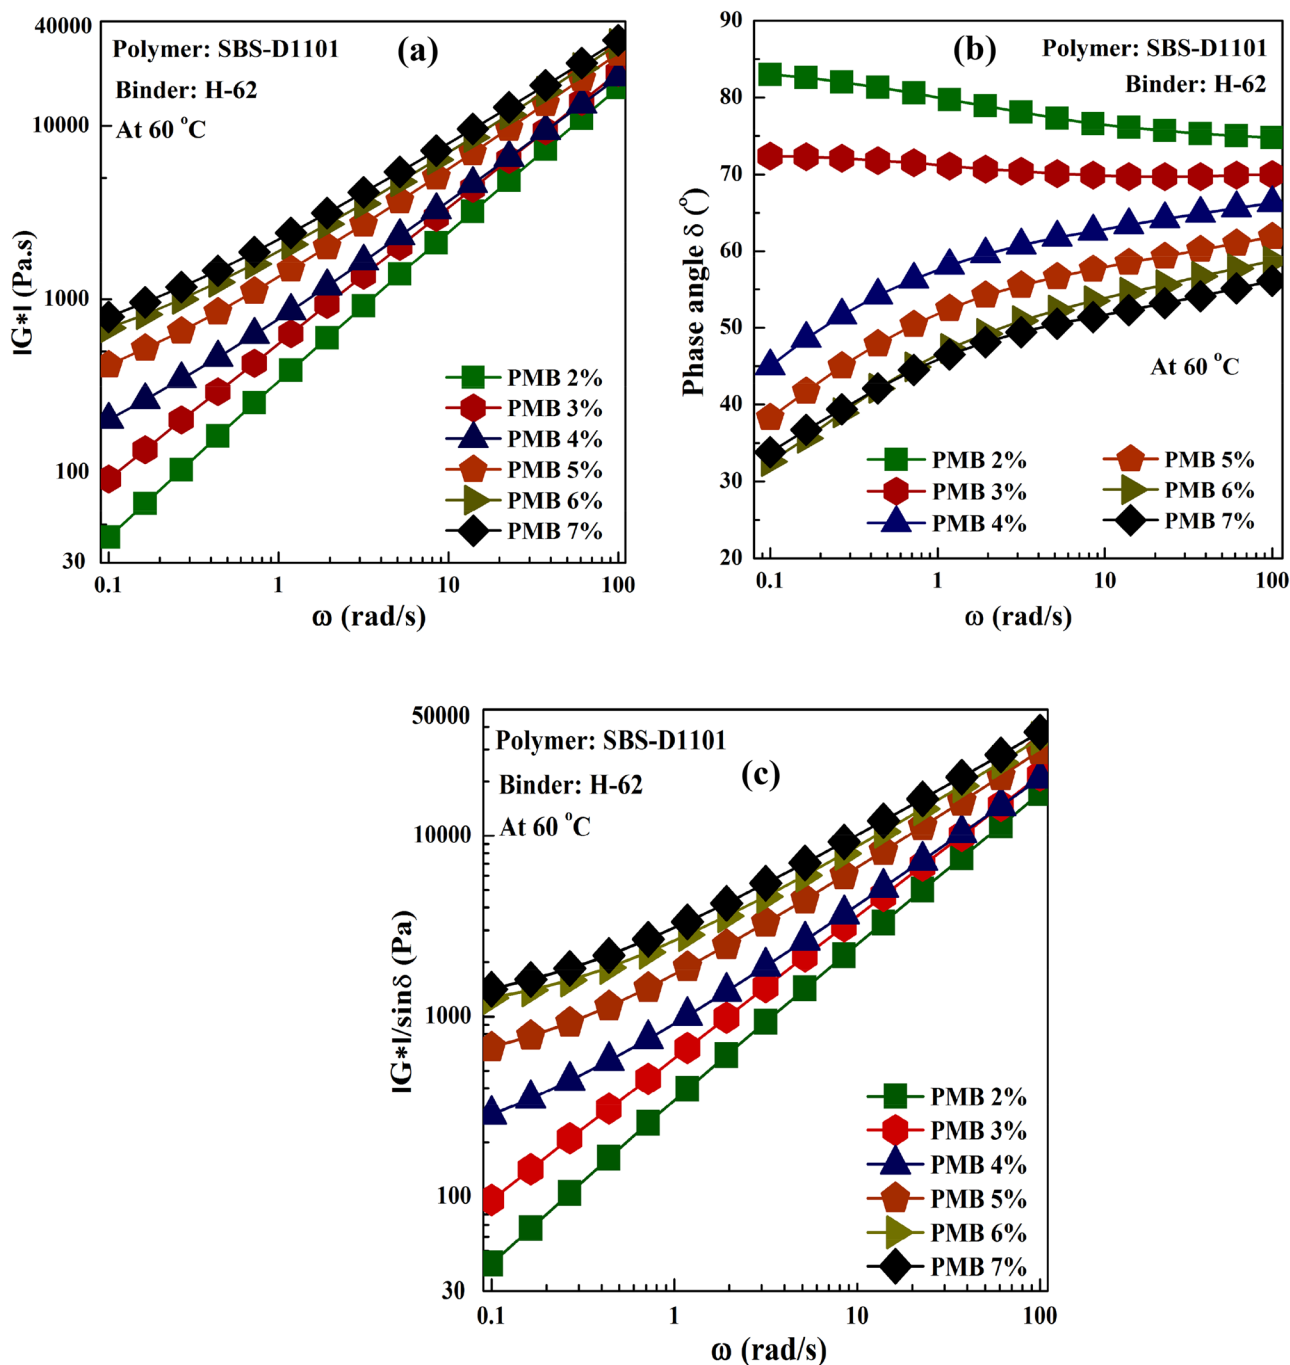 40000
10000
1000
100
30
|G*| (Pa.s)
Polymer: SBS-D1101
(a)
Binder: H-62
At 60 °C
PMB 2%
PMB 3%
PMB 4%
PMB 5%
PMB 6%
PMB 7%
0.1 1 10 100
ω (rad/s)
90
80
70
60
50
40
30
20
Phase angle δ (°)
(b)
Polymer: SBS-D1101
Binder: H-62
At 60 °C
PMB 2% PMB 5%
PMB 3% PMB 6%
PMB 4% PMB 7%
0.1 1 10 100
ω (rad/s)
50000
10000
1000
100
30
|G*|/sinδ (Pa)
Polymer: SBS-D1101
Binder: H-62
(c)
At 60 °C
PMB 2%
PMB 3%
PMB 4%
PMB 5%
PMB 6%
PMB 7%
0.1 1 10 100
ω (rad/s)